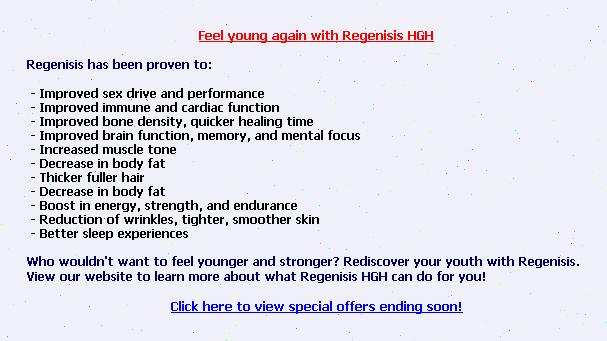 Feel young again with Regenisis HGH
Regenisis has been proven to:
- Improved sex drive and performance
- Improved immune and cardiac function
- Improved bone density, quicker healing time
- Improved brain function, memory, and mental focus
- Increased muscle tone
- Decrease in body fat
- Thicker fuller hair
- Decrease in body fat
- Boost in energy, strength, and endurance
- Reduction of wrinkles, tighter, smoother skin
- Better sleep experiences
Who wouldn't want to feel younger and stronger? Rediscover your youth with Regenisis.
View our website to learn more about what Regenisis HGH can do for you!
Click here to view special offers ending soon!